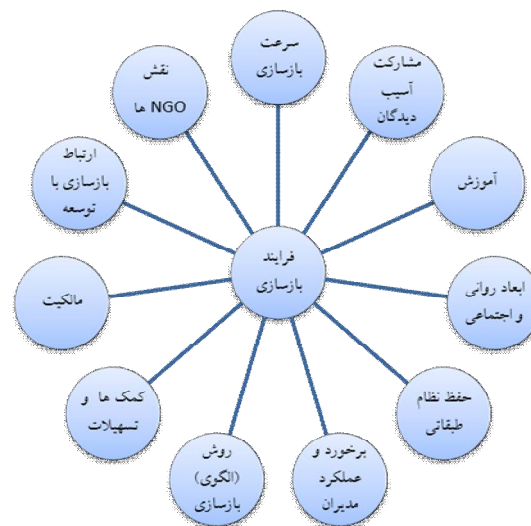 سرعت
بازسازی
مشارکت
آسیب
دیدگان
آموزش
ابعاد روانی
و اجتماعی
حفظ نظام
طبقاتی
برخورد و
عملکرد
مدیران
روش
(الگوی)
بازسازی
کمک ها و
تسهیلات
مالکیت
ارتباط
بازسازی با
توسعه
نقش
NGO ها
فرایند
بازسازی